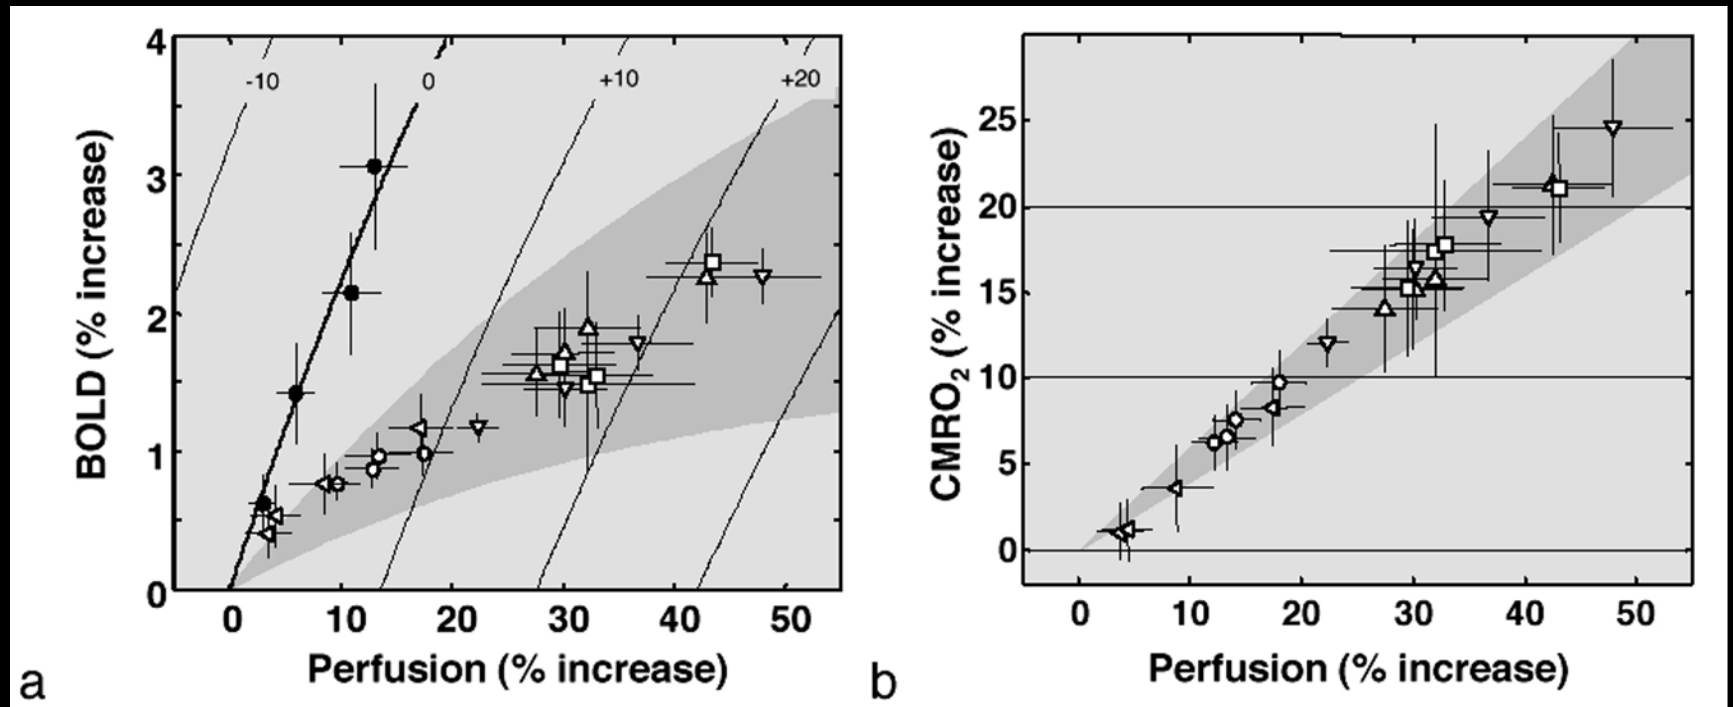 -10 0 +10 +20
4
3
2
1
0
BOLD (% increase)
0 10 20 30 40 50
Perfusion (% increase)
a
25
20
15
10
5
0
CMRO₂ (% increase)
0 10 20 30 40 50
Perfusion (% increase)
b